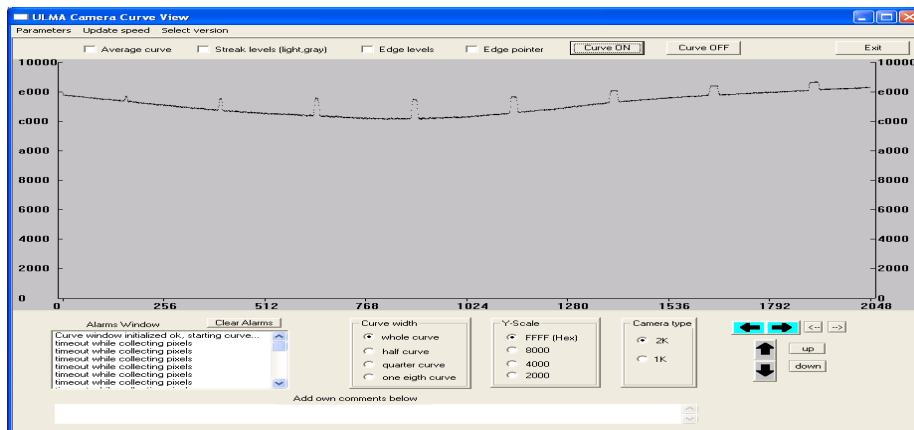 ULMA Camera Curve View
Parameters Update speed Select version
Average curve Streak levels (light,gray) Edge levels Edge pointer Curve ON Curve OFF Exit
10000 10000
e000 e000
c000 c000
a000 a000
8000 8000
6000 6000
4000 4000
2000 2000
0 0
0 256 512 768 1024 1280 1536 1792 2048
Alarms Window Clear Alarms Curve width Y-Scale Camera type
Curve window initialized ok, starting curve... whole curve FFFF (Hex) 2K <-- -->
timeout while collecting pixels half curve 8000 1K up
timeout while collecting pixels quarter curve 4000 down
timeout while collecting pixels one eigth curve 2000
timeout while collecting pixels
timeout while collecting pixels
Add own comments below